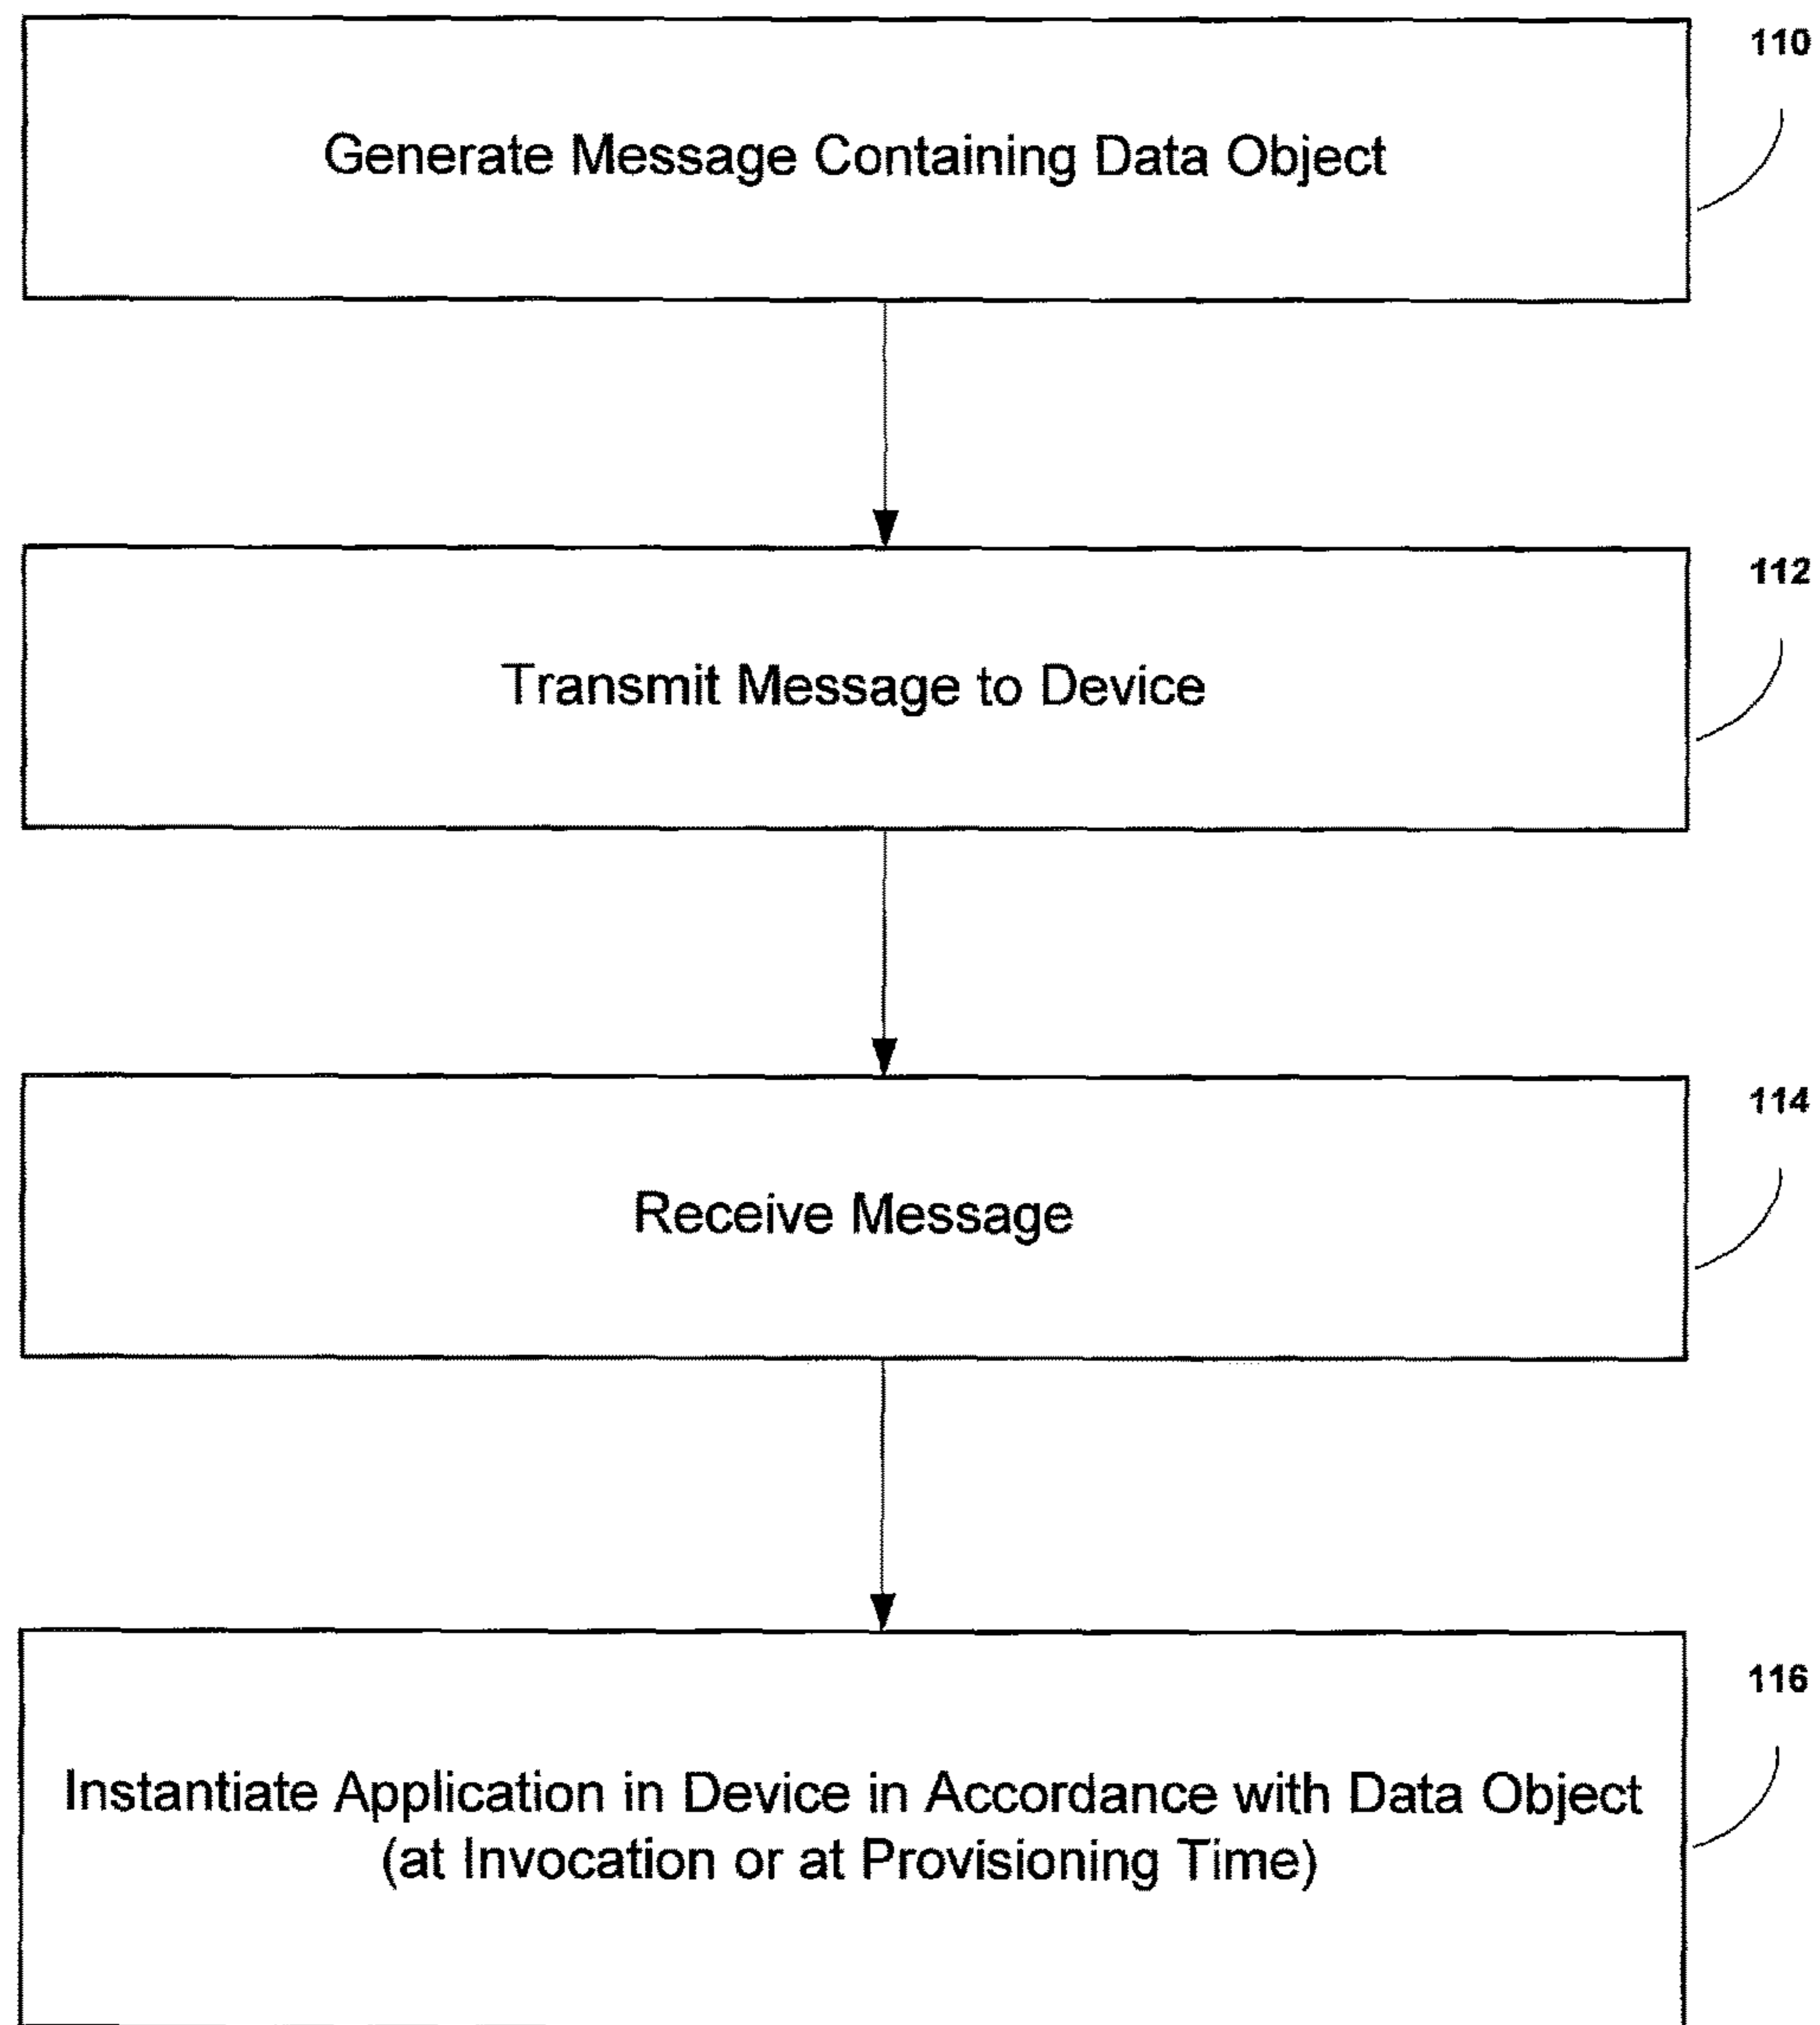 110
Generate Message Containing Data Object
112
Transmit Message to Device
114
Receive Message
116
Instantiate Application in Device in Accordance with Data Object
(at Invocation or at Provisioning Time)